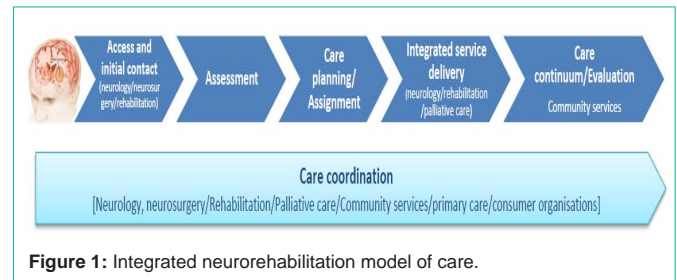 Access and
initial contact
(neurology/neurosur
gery/rehabilitation)
Assessment
Care
planning/
Assignment
Integrated service
delivery
(neurology/rehabilitation
/palliative care)
Care
continuum/Evaluation
Community services
Care coordination
[Neurology, neurosurgery/Rehabilitation/Palliative care/Community services/primary care/consumer organisations]
Figure 1: Integrated neurorehabilitation model of care.